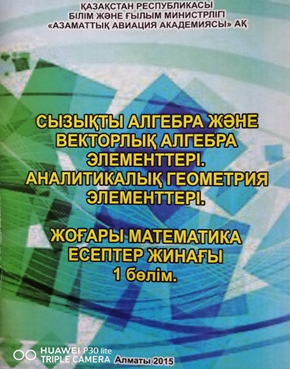 ҚАЗАҚСТАН РЕСПУБЛИКАСЫ
БІЛІМ ЖӘНЕ ҒЫЛЫМ МИНИСТРЛІГІ
«АЗАМАТТЫҚ АВИАЦИЯ АКАДЕМИЯСЫ» АҚ
СЫЗЫҚТЫ АЛГЕБРА ЖӘНЕ
ВЕКТОРЛЫҚ АЛГЕБРА
ЭЛЕМЕНТТЕРІ.
АНАЛИТИКАЛЫҚ ГЕОМЕТРИЯ
ЭЛЕМЕНТТЕРІ.
ЖОҒАРЫ МАТЕМАТИКА
ЕСЕПТЕР ЖИНАҒЫ
1 бөлім.
HUAWEI P30 lite
TRIPLE CAMERA
Алматы 2015